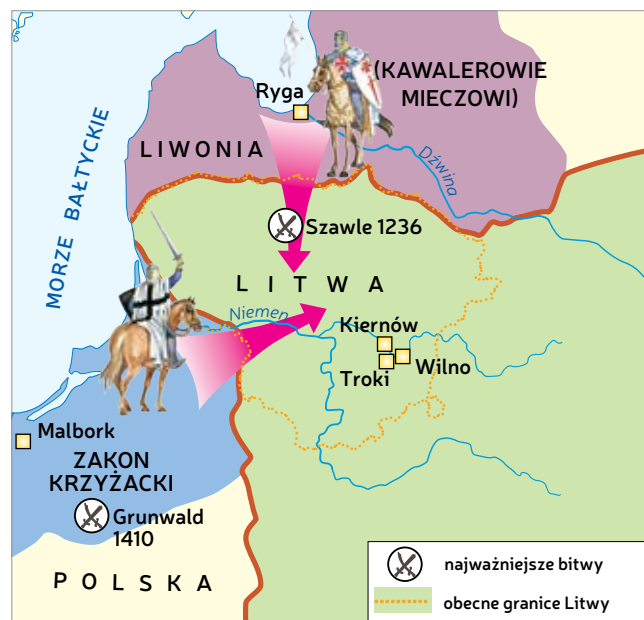 (KAWALEROWIE
MIECZOWI)
Ryga
LIWONIA
Dźwina
MORZE BAŁTYCKIE
Szawle 1236
LITWA
Niemen
Kiernów
Wilno
Troki
Malbork
ZAKON
KRZYŻACKI
Grunwald
1410
POLSKA
najważniejsze bitwy
obecne granice Litwy